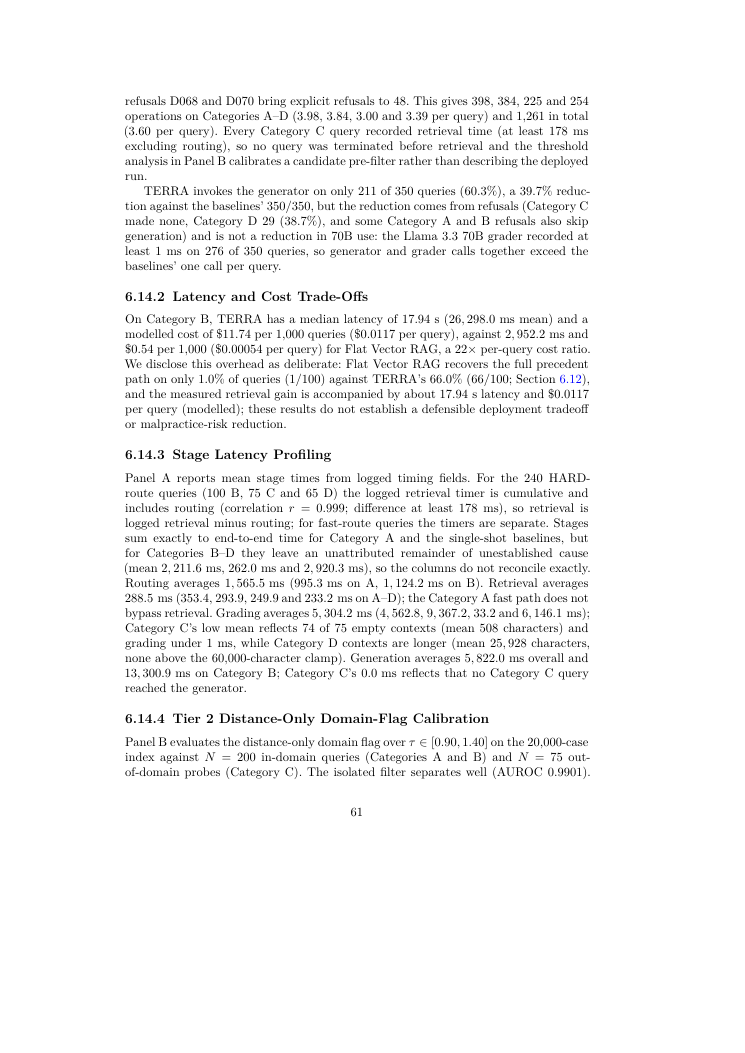 refusals D068 and D070 bring explicit refusals to 48. This gives 398, 384, 225 and 254
operations on Categories A–D (3.98, 3.84, 3.00 and 3.39 per query) and 1,261 in total
(3.60 per query). Every Category C query recorded retrieval time (at least 178 ms
excluding routing), so no query was terminated before retrieval and the threshold
analysis in Panel B calibrates a candidate pre-filter rather than describing the deployed
run.
TERRA invokes the generator on only 211 of 350 queries (60.3%), a 39.7% reduc-
tion against the baselines' 350/350, but the reduction comes from refusals (Category C
made none, Category D 29 (38.7%), and some Category A and B refusals also skip
generation) and is not a reduction in 70B use: the Llama 3.3 70B grader recorded at
least 1 ms on 276 of 350 queries, so generator and grader calls together exceed the
baselines' one call per query.
6.14.2 Latency and Cost Trade-Offs
On Category B, TERRA has a median latency of 17.94 s (26, 298.0 ms mean) and a
modelled cost of $11.74 per 1,000 queries ($0.0117 per query), against 2, 952.2 ms and
$0.54 per 1,000 ($0.00054 per query) for Flat Vector RAG, a 22× per-query cost ratio.
We disclose this overhead as deliberate: Flat Vector RAG recovers the full precedent
path on only 1.0% of queries (1/100) against TERRA's 66.0% (66/100; Section 6.12),
and the measured retrieval gain is accompanied by about 17.94 s latency and $0.0117
per query (modelled); these results do not establish a defensible deployment tradeoff
or malpractice-risk reduction.
6.14.3 Stage Latency Profiling
Panel A reports mean stage times from logged timing fields. For the 240 HARD-
route queries (100 B, 75 C and 65 D) the logged retrieval timer is cumulative and
includes routing (correlation r = 0.999; difference at least 178 ms), so retrieval is
logged retrieval minus routing; for fast-route queries the timers are separate. Stages
sum exactly to end-to-end time for Category A and the single-shot baselines, but
for Categories B–D they leave an unattributed remainder of unestablished cause
(mean 2, 211.6 ms, 262.0 ms and 2, 920.3 ms), so the columns do not reconcile exactly.
Routing averages 1, 565.5 ms (995.3 ms on A, 1, 124.2 ms on B). Retrieval averages
288.5 ms (353.4, 293.9, 249.9 and 233.2 ms on A–D); the Category A fast path does not
bypass retrieval. Grading averages 5, 304.2 ms (4, 562.8, 9, 367.2, 33.2 and 6, 146.1 ms);
Category C's low mean reflects 74 of 75 empty contexts (mean 508 characters) and
grading under 1 ms, while Category D contexts are longer (mean 25, 928 characters,
none above the 60,000-character clamp). Generation averages 5, 822.0 ms overall and
13, 300.9 ms on Category B; Category C's 0.0 ms reflects that no Category C query
reached the generator.
6.14.4 Tier 2 Distance-Only Domain-Flag Calibration
Panel B evaluates the distance-only domain flag over τ ∈ [0.90, 1.40] on the 20,000-case
index against N = 200 in-domain queries (Categories A and B) and N = 75 out-
of-domain probes (Category C). The isolated filter separates well (AUROC 0.9901).
61